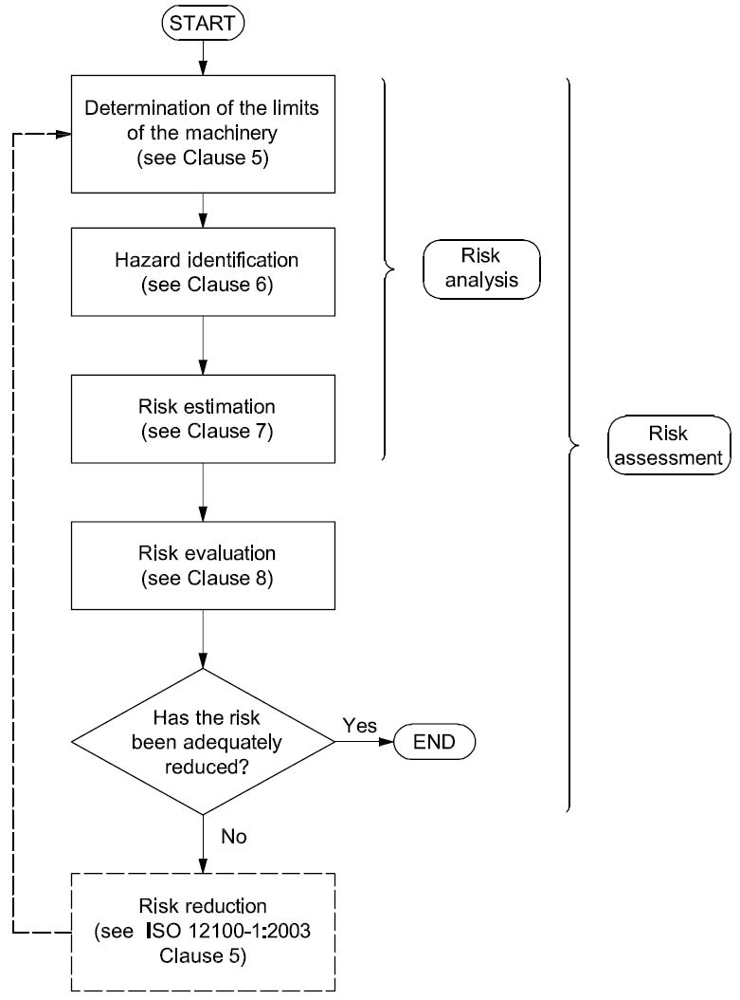 START
Determination of the limits
of the machinery
(see Clause 5)
Hazard identification
(see Clause 6)
Risk
analysis
Risk estimation
(see Clause 7)
Risk
assessment
Risk evaluation
(see Clause 8)
Has the risk
been adequately
reduced?
Yes
END
No
Risk reduction
(see ISO 12100-1:2003
Clause 5)